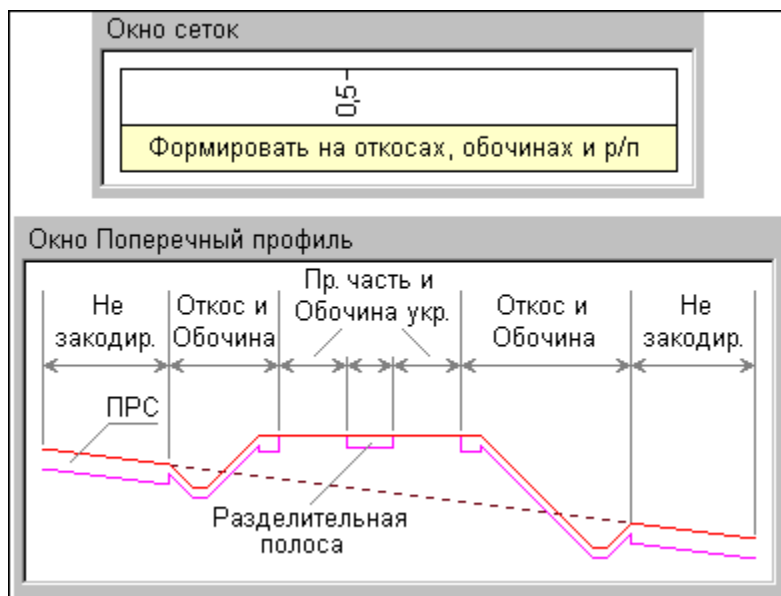 Окно сеток
0,5
Формировать на откосах, обочинах и р/п
Окно Поперечный профиль
Не
закодир.
Откос и
Обочина
Пр. часть и
Обочина укр.
Откос и
Обочина
Не
закодир.
ПРС
Разделительная
полоса